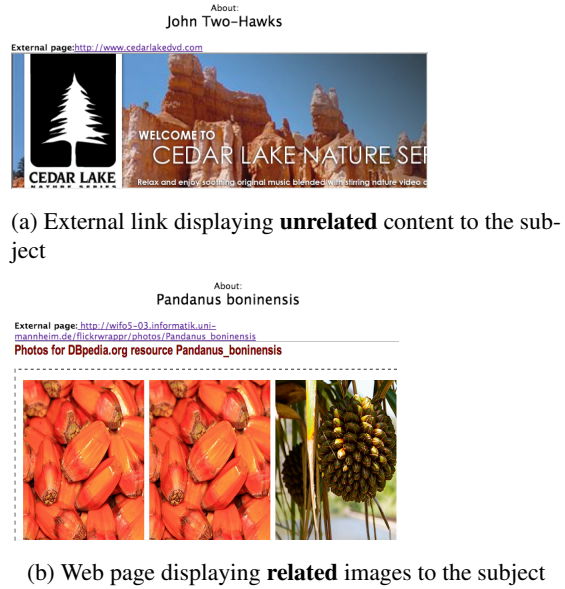 About:
John Two-Hawks
External page:http://www.cedarlakedvd.com
WELCOME TO
CEDAR LAKE NATURE SER
Relax and enjoy soothing original music blended with stirring nature video
CEDAR LAKE
NATURE SERIES
(a) External link displaying unrelated content to the sub-
ject
About:
Pandanus boninensis
External page: http://wifo5-03.informatik.uni-
mannheim.de/flickrwrappr/photos/Pandanus_boninensis
Photos for DBpedia.org resource Pandanus_boninensis
(b) Web page displaying related images to the subject